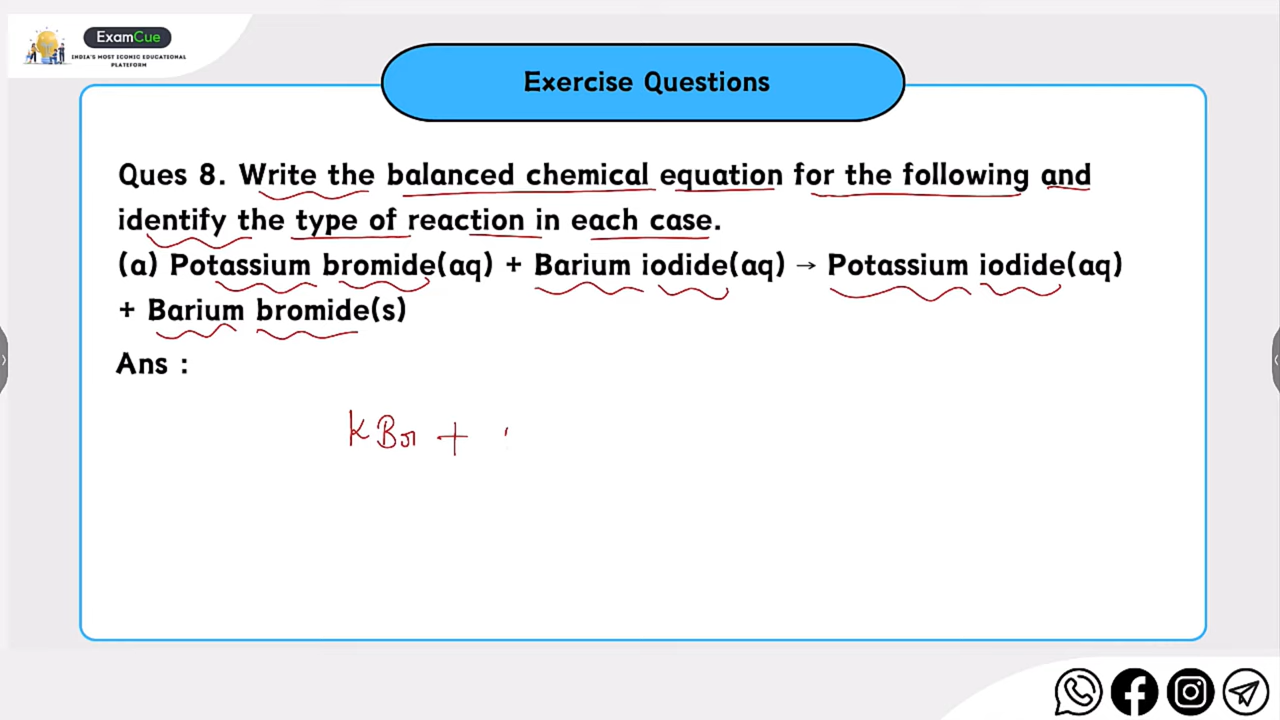 ExamCue
INDIA'S MOST ICONIC EDUCATIONAL
PLATEFORM
Exercise Questions
Ques 8. Write the balanced chemical equation for the following and
identify the type of reaction in each case.
(a) Potassium bromide(aq) + Barium iodide(aq) → Potassium iodide(aq)
+ Barium bromide(s)
Ans :
KBr +